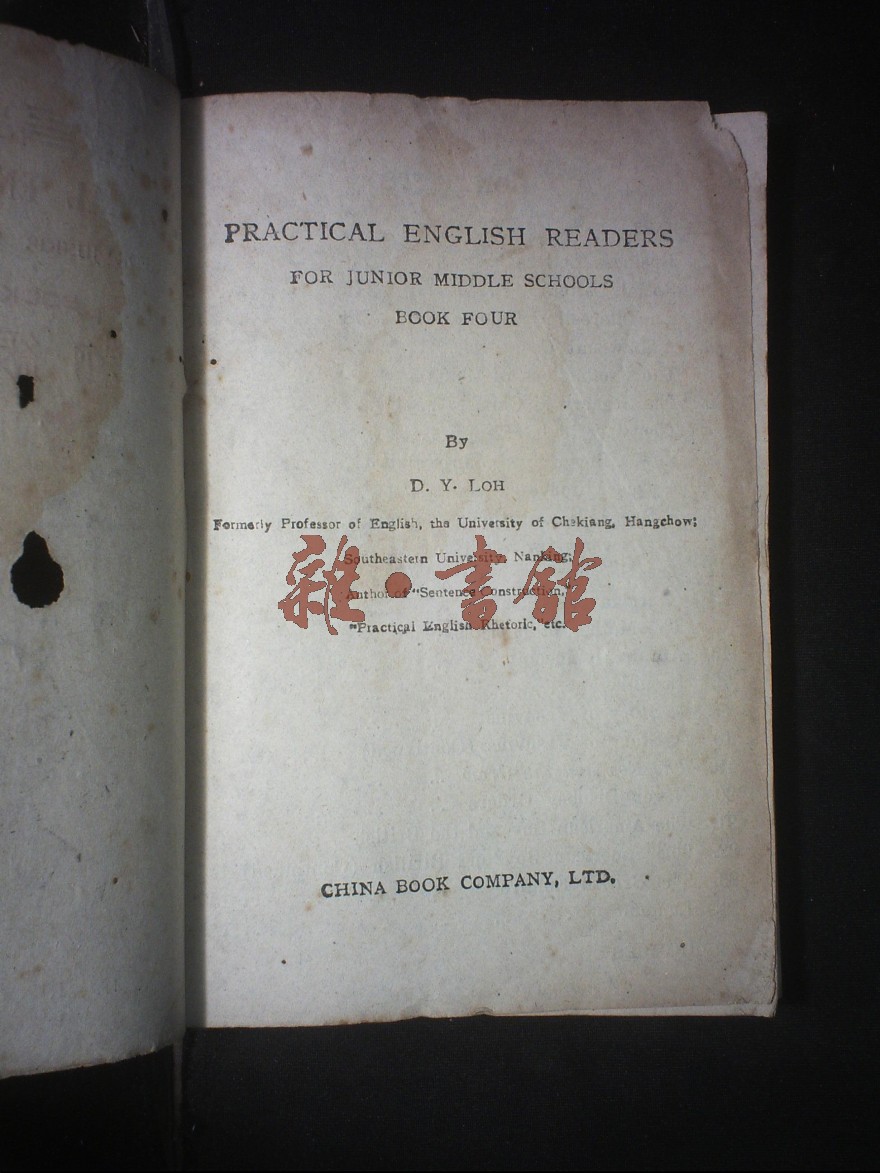 PRACTICAL ENGLISH READERS
FOR JUNIOR MIDDLE SCHOOLS
BOOK FOUR
By
D. Y. LOH
Formerly Professor of English, the University of Chekiang, Hangchow;
Southeastern University, Nanking;
Author of "Sentence Construction,"
"Practical English Rhetoric," etc.
雜·書館
CHINA BOOK COMPANY, LTD.